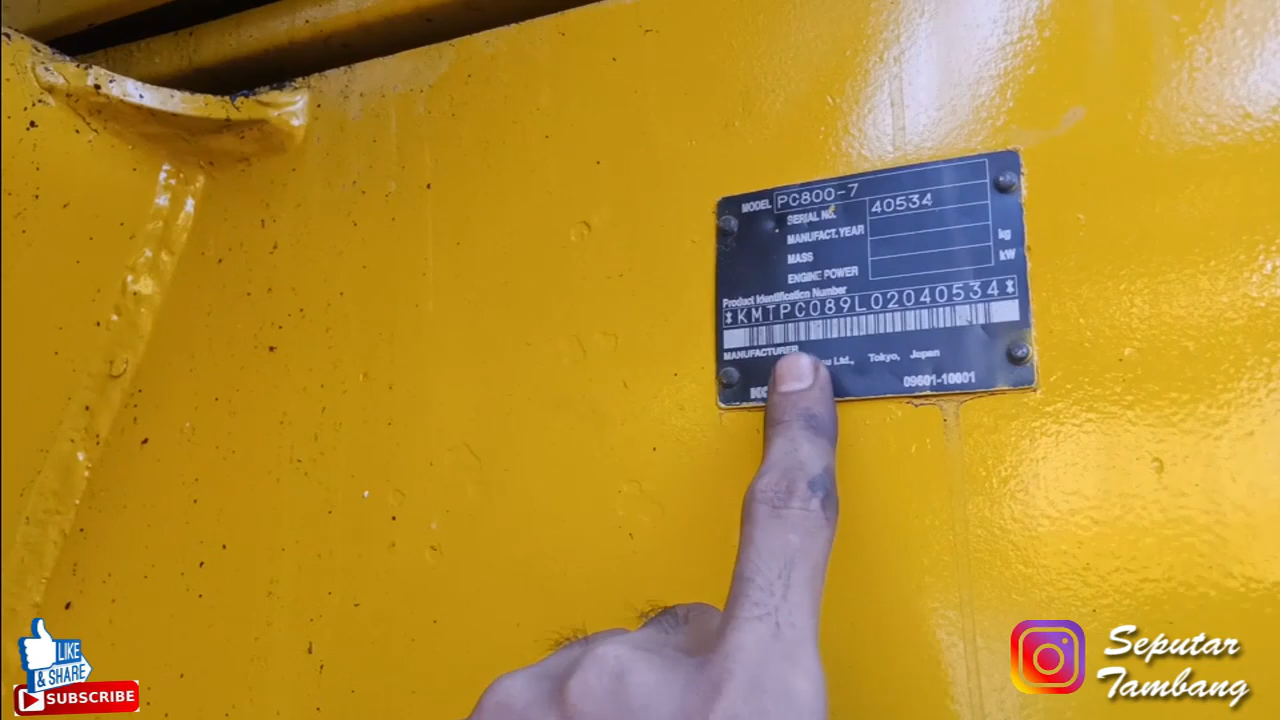 MODEL PC800-7
SERIAL No. 40534
MANUFACT. YEAR
MASS kg
ENGINE POWER kW
Product Identification Number
*KMTPC089L02040534*
MANUFACTURER
Ltd., Tokyo, Japan
09601-10001
LIKE
& SHARE
SUBSCRIBE
Seputar
Tambang